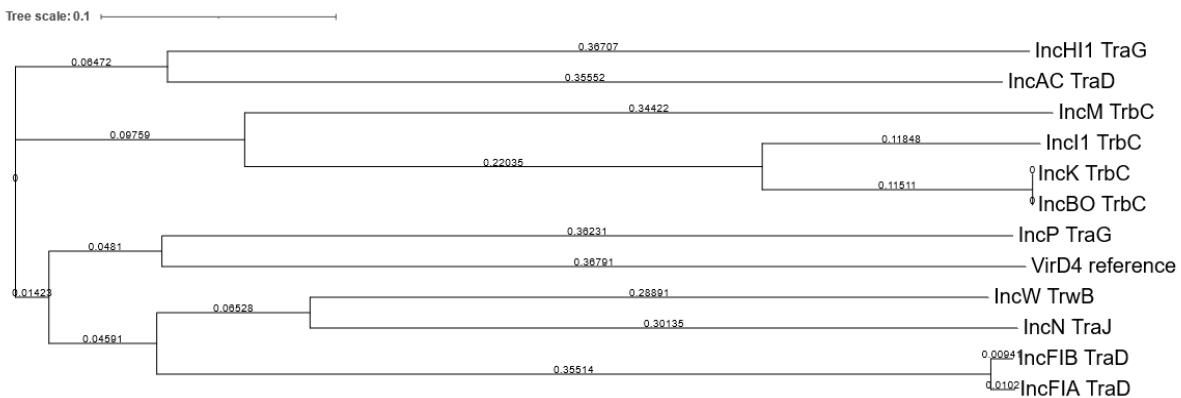 Tree scale: 0.1
0.36707
IncHI1 TraG
0.06472
0.35552
IncAC TraD
0.34422
IncM TrbC
0.09759
0.11848
IncI1 TrbC
0.22035
0
IncK TrbC
0.11511
0
0
IncBO TrbC
0.36231
IncP TraG
0.0481
0.36791
VirD4 reference
0.01423
0.28891
IncW TrwB
0.06528
0.30135
IncN TraJ
0.04591
0.00941
IncFIB TraD
0.35514
0.0102
IncFIA TraD